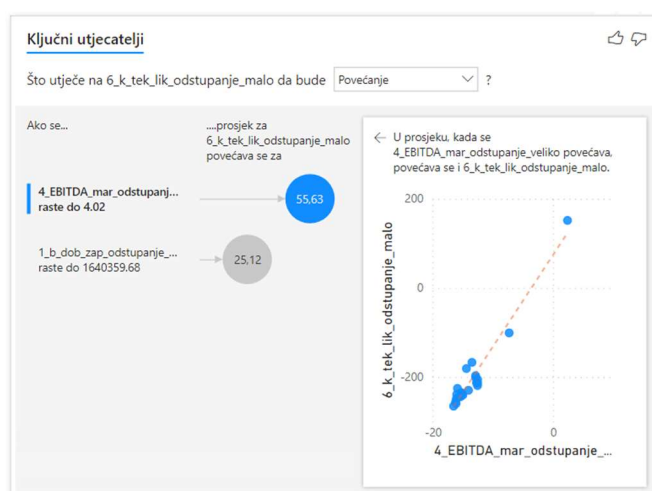 Ključni utjecatelji
Što utječe na 6_k_tek_lik_odstupanje_malo da bude Povećanje ?
Ako se...
....prosjek za
6_k_tek_lik_odstupanje_malo
povećava se za
4_EBITDA_mar_odstupanj...
raste do 4.02
55,63
1_b_dob_zap_odstupanje_...
raste do 1640359.68
25,12
U prosjeku, kada se
4_EBITDA_mar_odstupanje_veliko povećava,
povećava se i 6_k_tek_lik_odstupanje_malo.
200
0
-200
6_k_tek_lik_odstupanje_malo
-20
0
4_EBITDA_mar_odstupanje_...